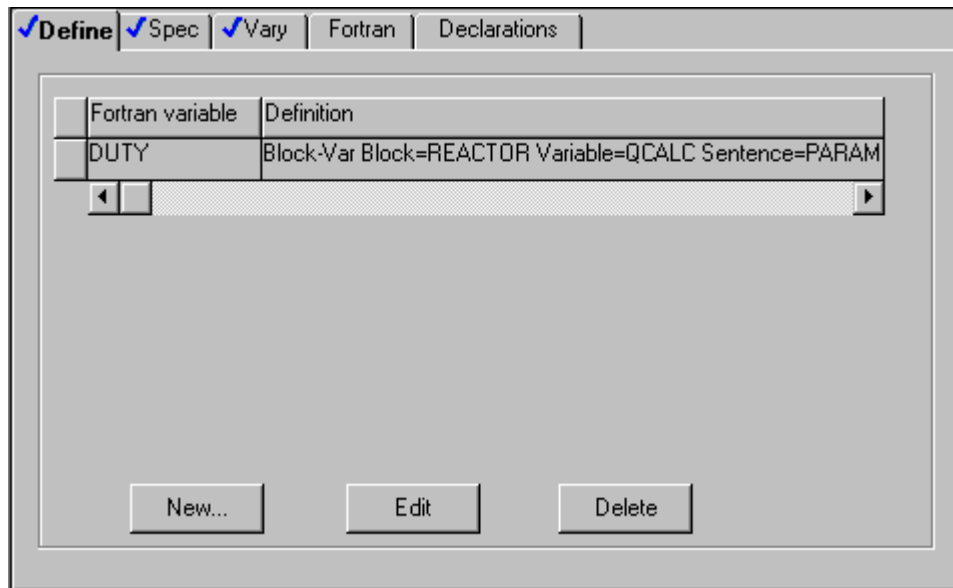 Define Spec Vary Fortran Declarations
Fortran variable Definition
DUTY Block-Var Block=REACTOR Variable=QCALC Sentence=PARAM
New... Edit Delete